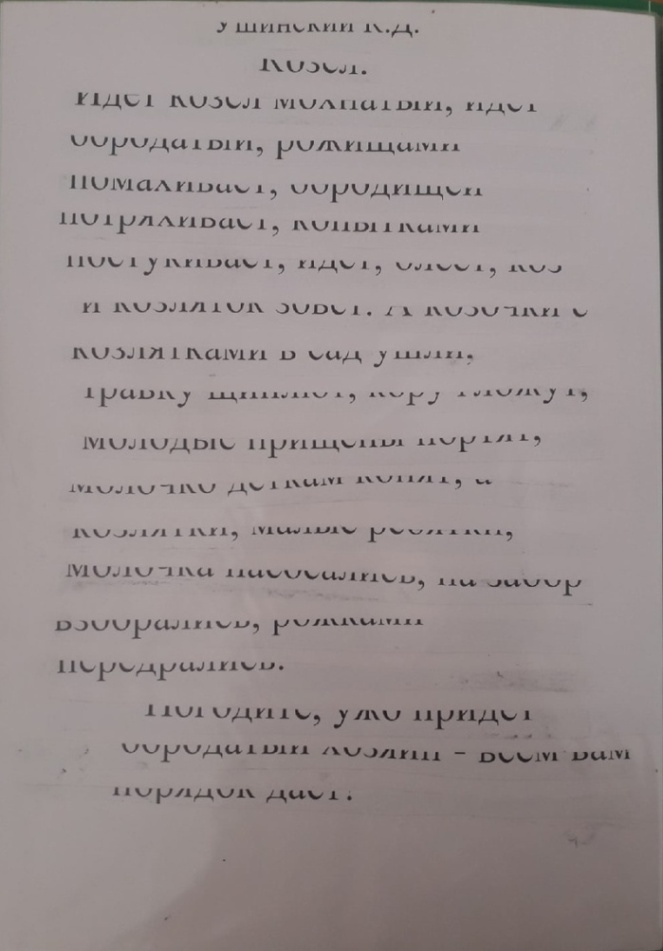 Ушинский К.Д.
Козел.
Идет козел мохнатый, идет
бородатый, рожищами
помахивает, бородищей
потряхивает, копытками
постукивает, идет, блеет, коз
и козляток зовет. А козочки с
козлятками в сад ушли,
травку щиплют, кору гложут,
молодые прищепы портят,
молочко деткам копят, а
козлятки, малые ребятки,
молочка насосались, на забор
взобрались, рожками
передрались.
Погодите, ужо придет
бородатый хозяин - всем вам
порядок даст!